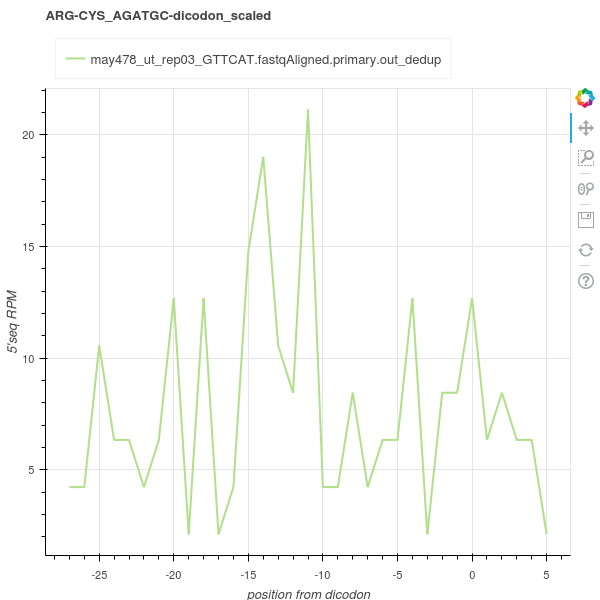 ARG-CYS_AGATGC-dicodon_scaled
may478_ut_rep03_GTTCAT.fastqAligned.primary.out_dedup
20
15
10
5
5'seq RPM
-25 -20 -15 -10 -5 0 5
position from dicodon